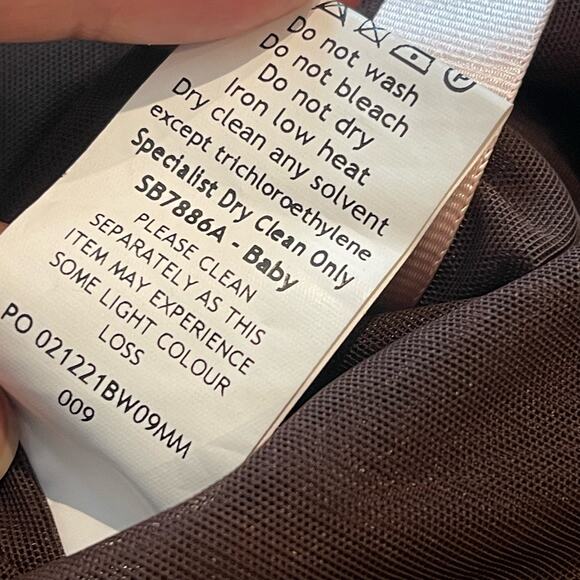 P
Do not wash
Do not bleach
Do not dry
Iron low heat
Dry clean any solvent
except trichloroethylene
Specialist Dry Clean Only
SB7886A - Baby
PLEASE CLEAN
SEPARATELY AS THIS
ITEM MAY EXPERIENCE
SOME LIGHT COLOUR
LOSS
PO 021221BW09MM
009